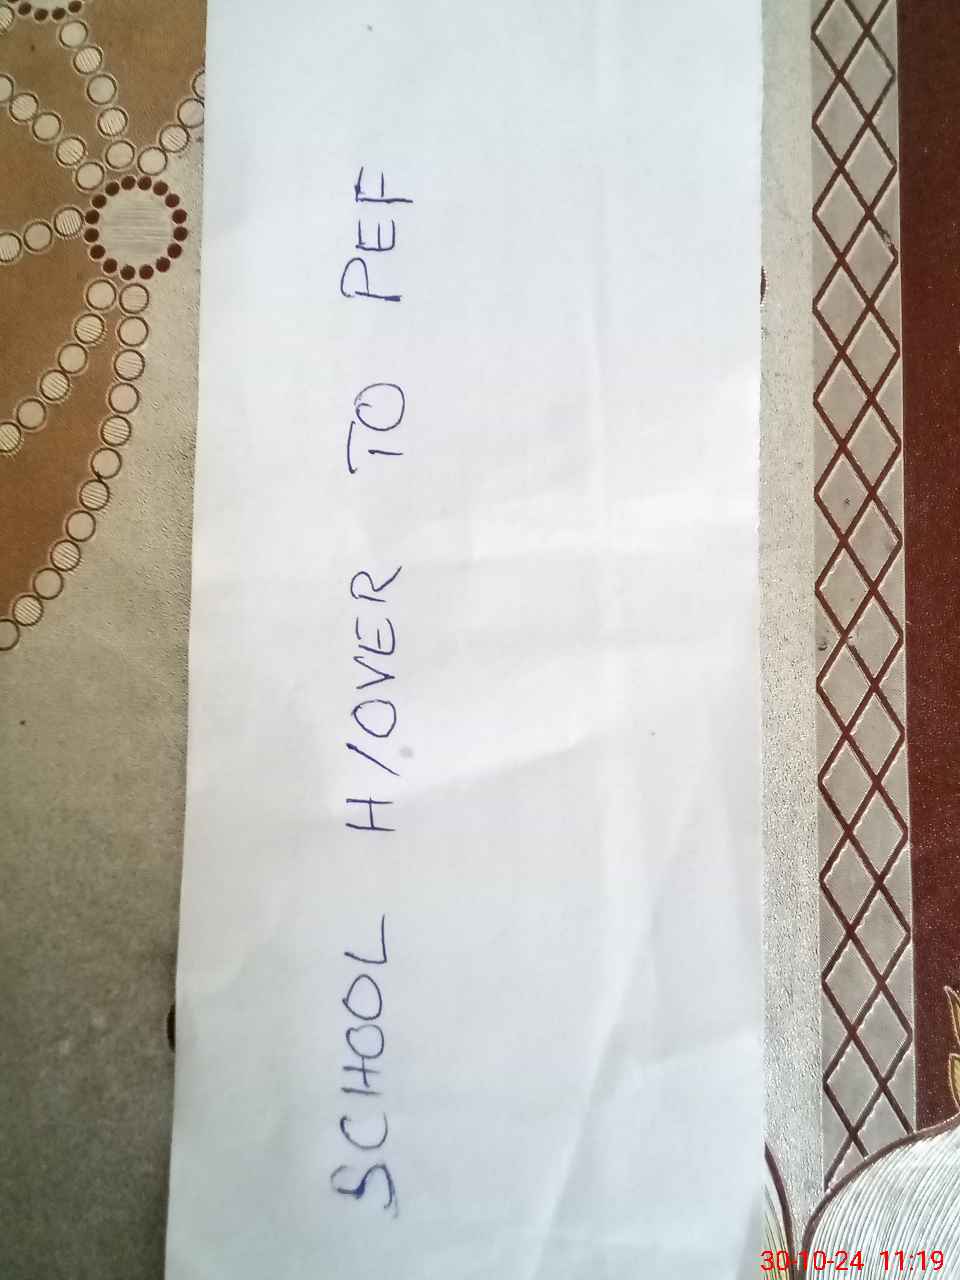 SCHOOL H/OVER TO PEF
30-10-24 11:19